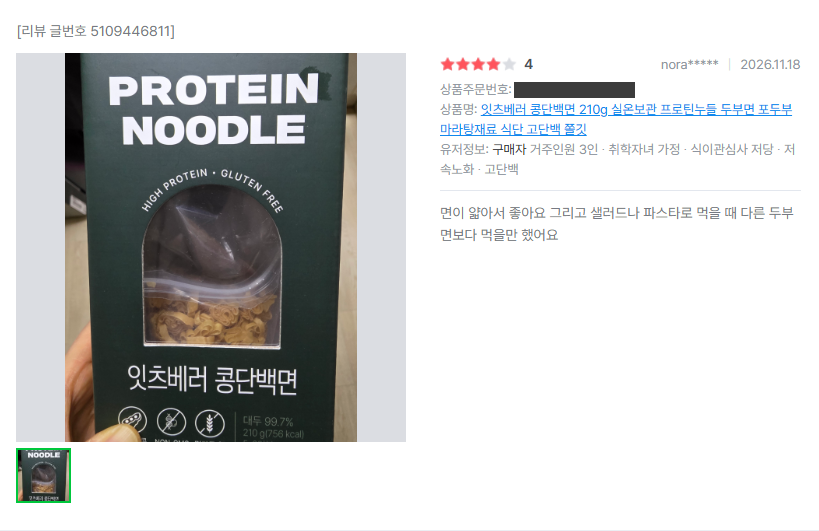 [리뷰 글번호 5109446811]
PROTEIN
NOODLE
HIGH PROTEIN • GLUTEN FREE
잇츠베러 콩단백면
대두 99.7%
210 g(756 kcal)
4
nora***** | 2026.11.18
상품주문번호:
상품명: 잇츠베러 콩단백면 210g 실온보관 프로틴누들 두부면 포두부
마라탕재료 식단 고단백 쫄깃
유저정보: 구매자 거주인원 3인 · 취학자녀 가정 · 식이관심사 저당 · 저
속노화 · 고단백
면이 얇아서 좋아요 그리고 샐러드나 파스타로 먹을 때 다른 두부
면보다 먹을만 했어요
NOODLE